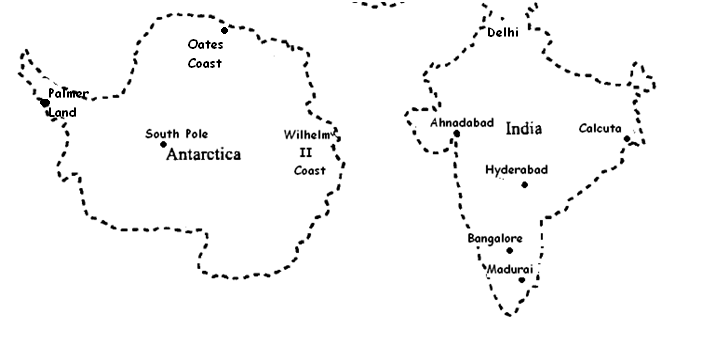 Oates
Coast
Palmer
Land
South Pole
Antarctica
Wilhelm
II
Coast
Delhi
Ahnadabad
India
Calcuta
Hyderabad
Bangalore
Madurai